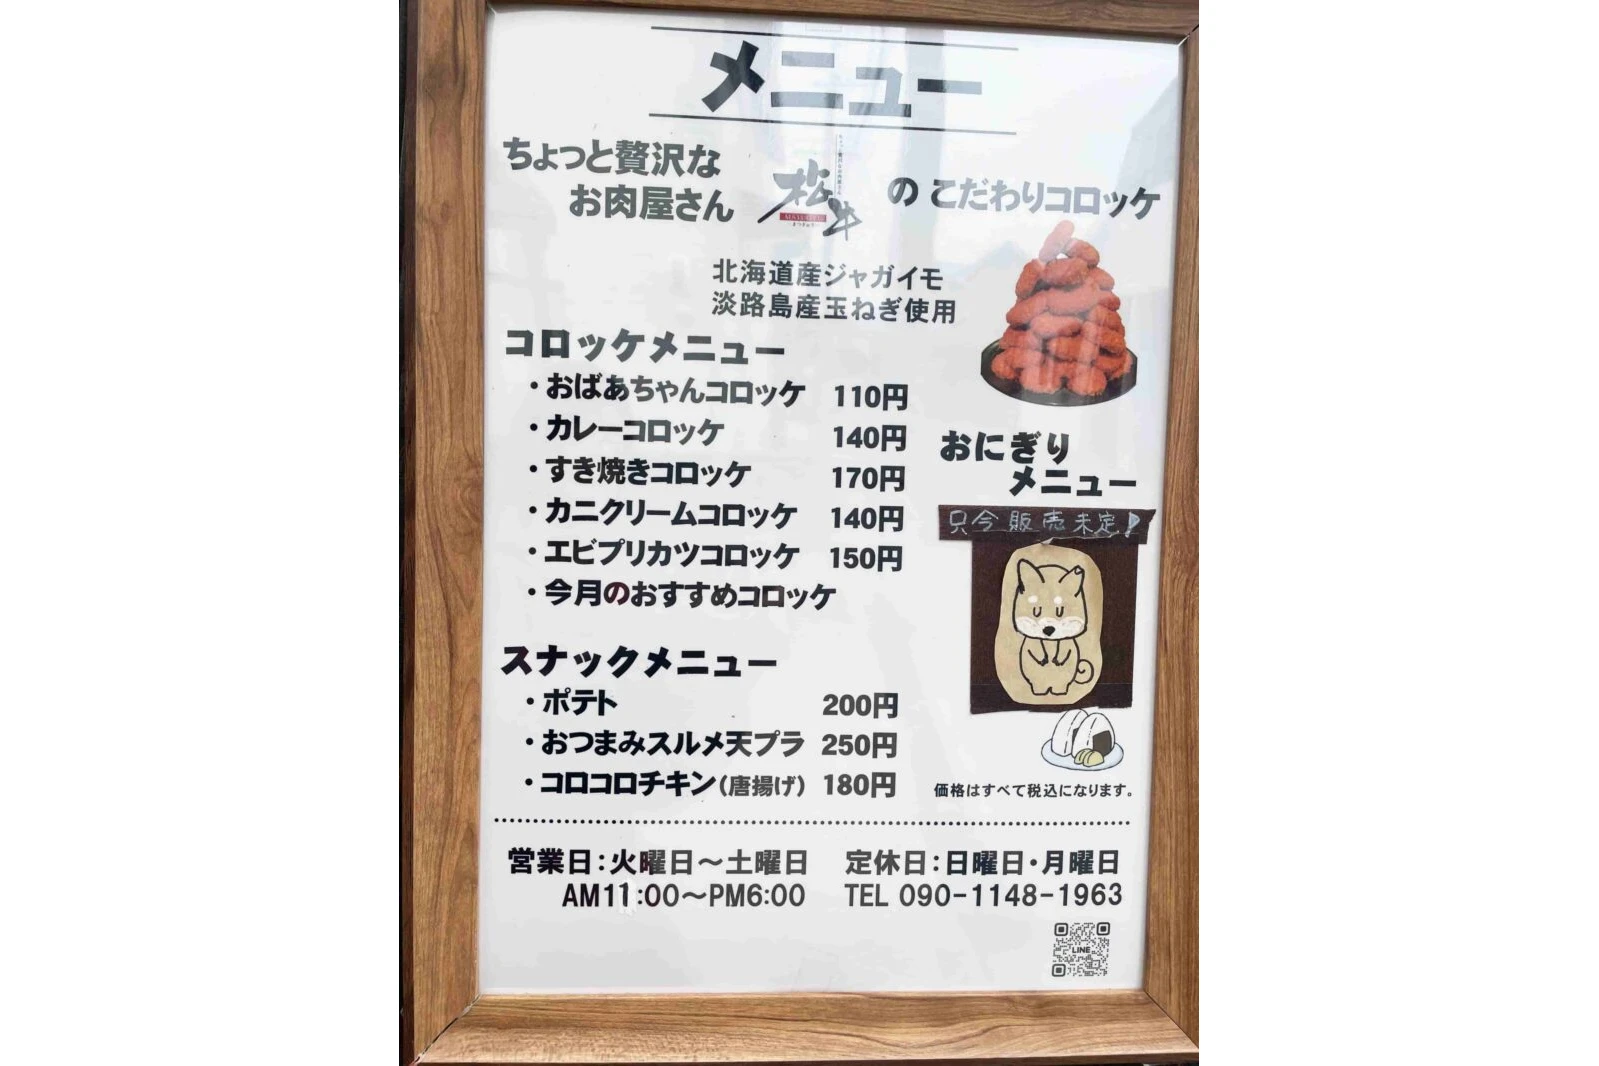 メニュー
ちょっと贅沢な
お肉屋さん
松牛
のこだわりコロッケ
北海道産ジャガイモ
淡路島産玉ねぎ使用
コロッケメニュー
・おばあちゃんコロッケ 110円
・カレーコロッケ 140円
・すき焼きコロッケ 170円
・カニクリームコロッケ 140円
・エビプリカツコロッケ 150円
・今月のおすすめコロッケ
おにぎり
メニュー
只今販売未定!
スナックメニュー
・ポテト 200円
・おつまみスルメ天プラ 250円
・コロコロチキン(唐揚げ) 180円
価格はすべて税込になります。
営業日:火曜日～土曜日
AM11:00～PM6:00
定休日:日曜日・月曜日
TEL 090-1148-1963
LINE